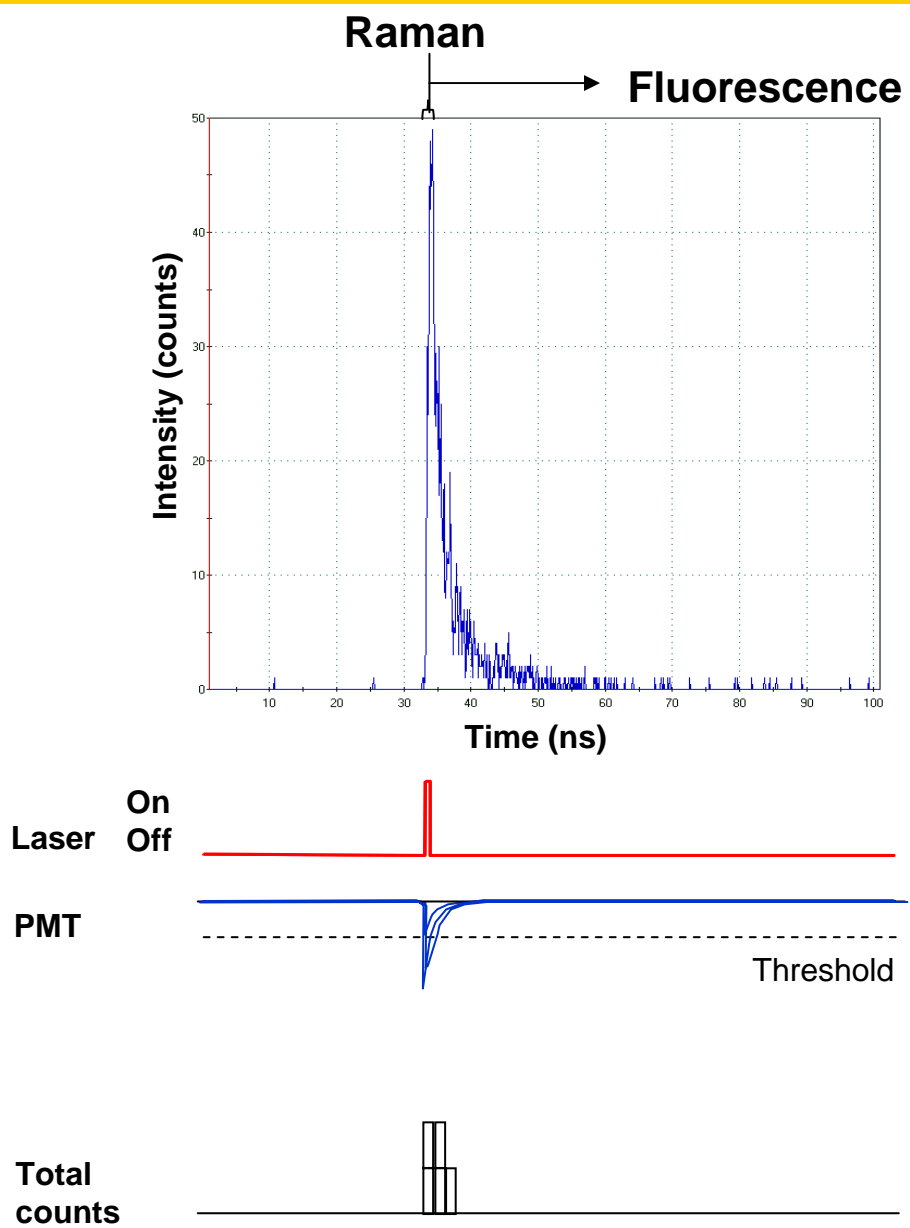 Raman
Fluorescence
50
40
30
20
10
0
Intensity (counts)
10 20 30 40 50 60 70 80 90 100
Time (ns)
On
Laser Off
PMT
Threshold
Total
counts